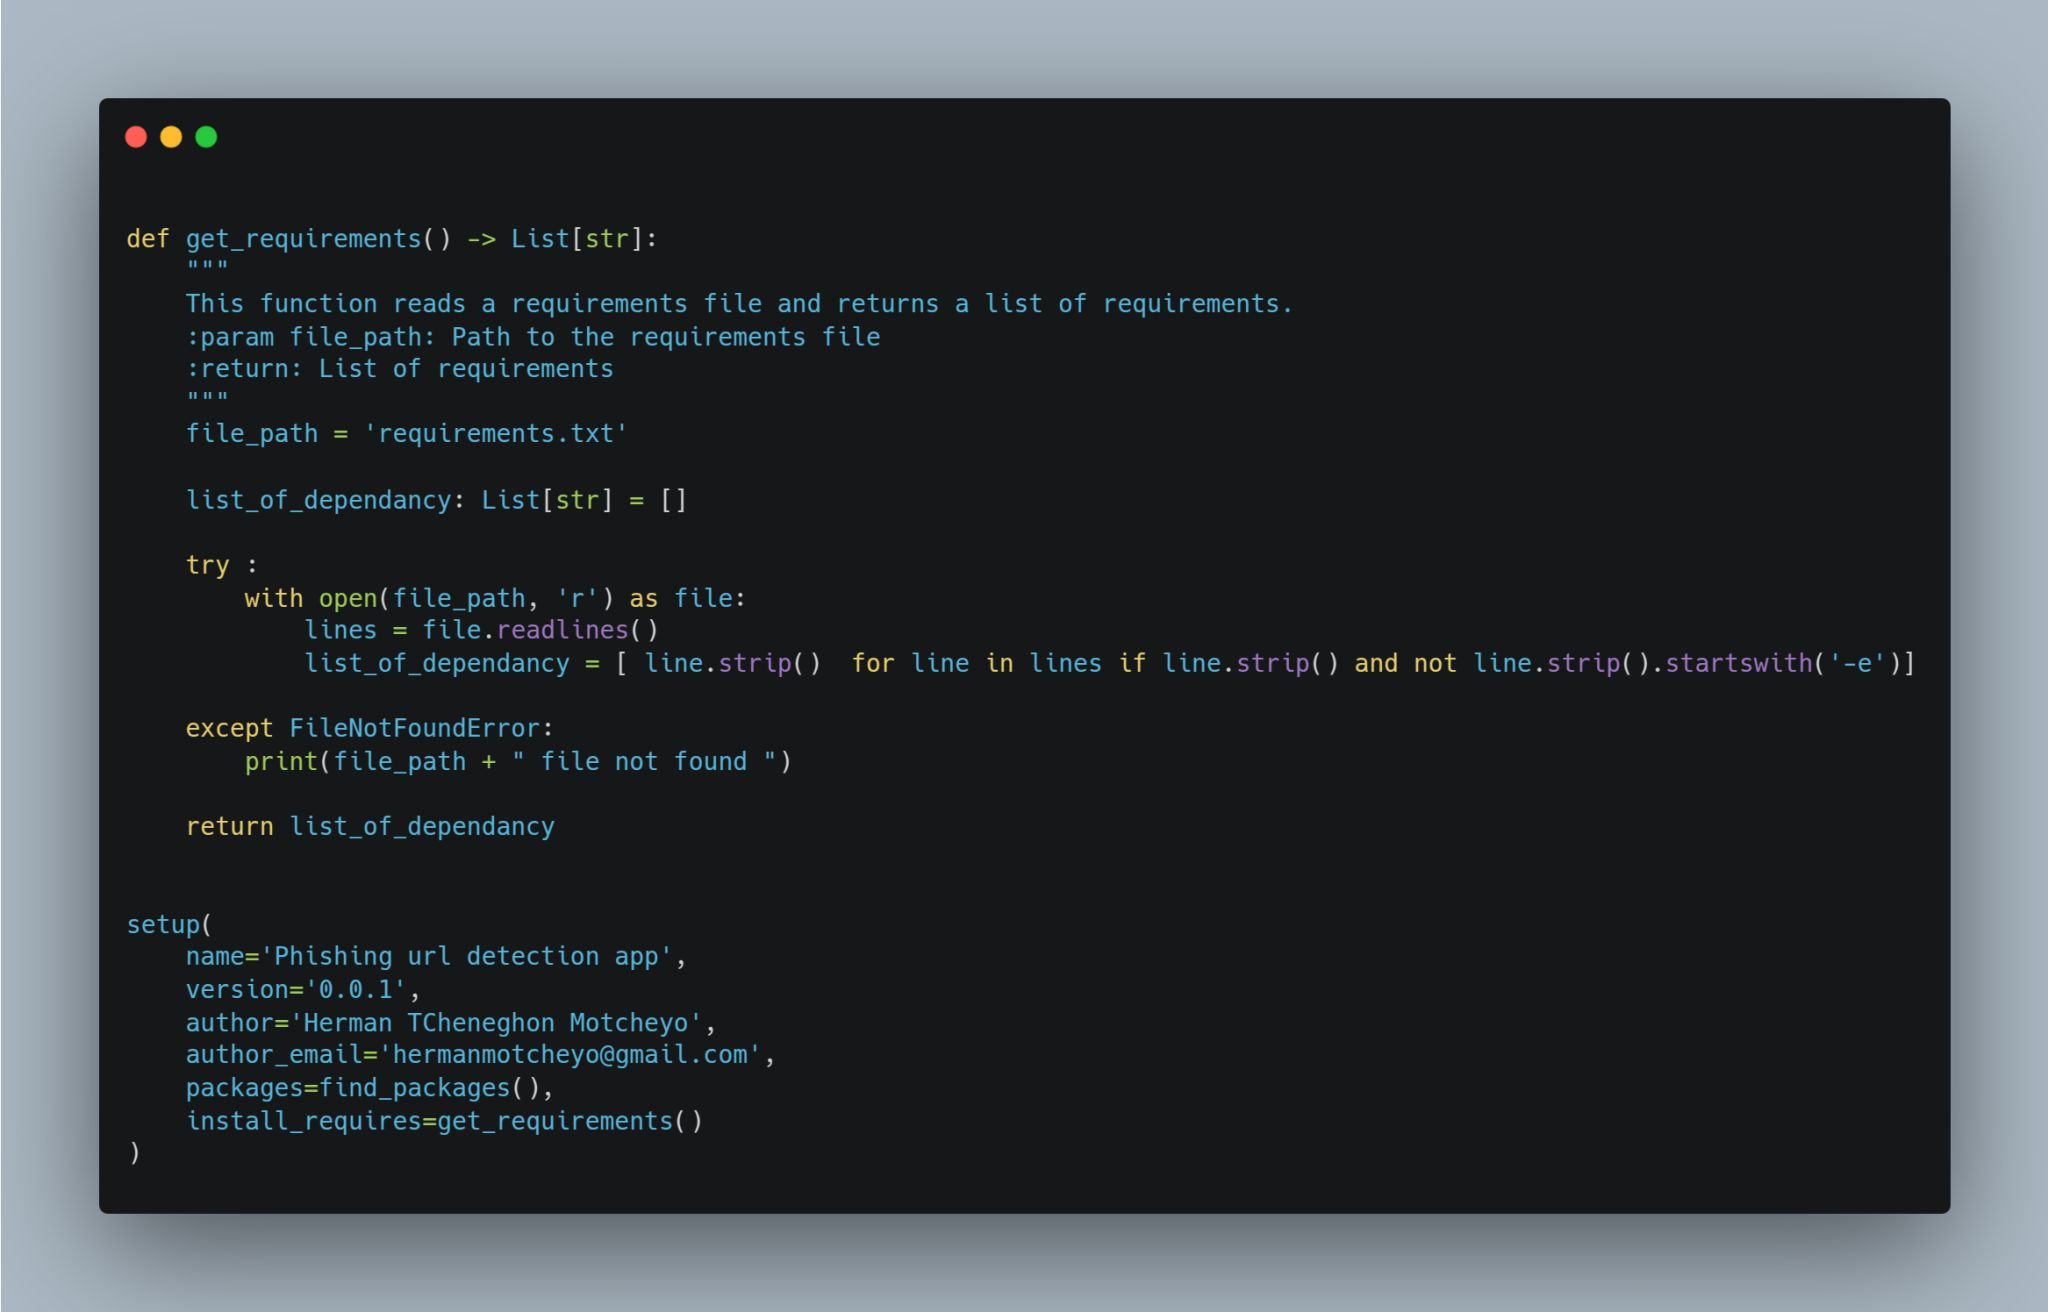 def get_requirements() -> List[str]:
    """
    This function reads a requirements file and returns a list of requirements.
    :param file_path: Path to the requirements file
    :return: List of requirements
    """
    file_path = 'requirements.txt'
    list_of_dependancy: List[str] = []
    try :
        with open(file_path, 'r') as file:
            lines = file.readlines()
            list_of_dependancy = [ line.strip()  for line in lines if line.strip() and not line.strip().startswith('-e')]
    except FileNotFoundError:
        print(file_path + " file not found ")
    return list_of_dependancy
setup(
    name='Phishing url detection app',
    version='0.0.1',
    author='Herman TCheneghon Motcheyo',
    author_email='hermanmotcheyo@gmail.com',
    packages=find_packages(),
    install_requires=get_requirements()
)